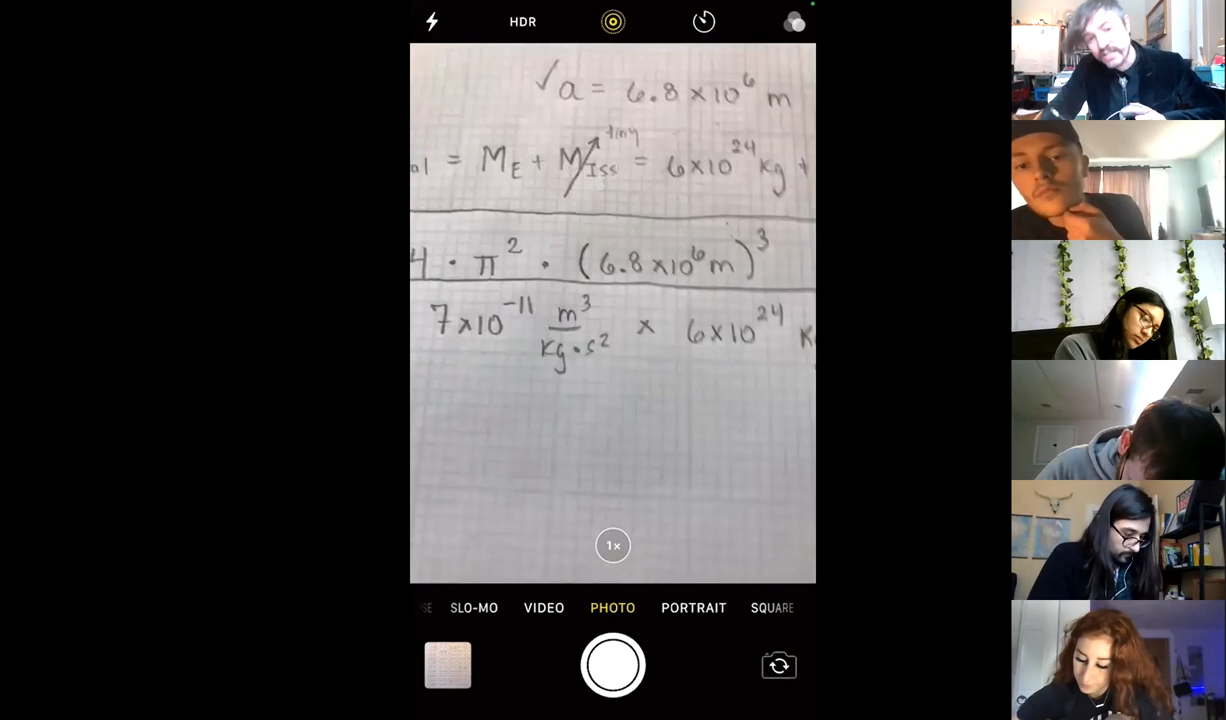 HDR
√ a = 6.8 × 10⁶ m
tiny
= M_E + M_ISS = 6×10²⁴ kg +
4 · π² · (6.8 ×10⁶ m)³
7×10⁻¹¹ m³/kg·s² × 6×10²⁴ K
1×
SLO-MO VIDEO PHOTO PORTRAIT SQUARE